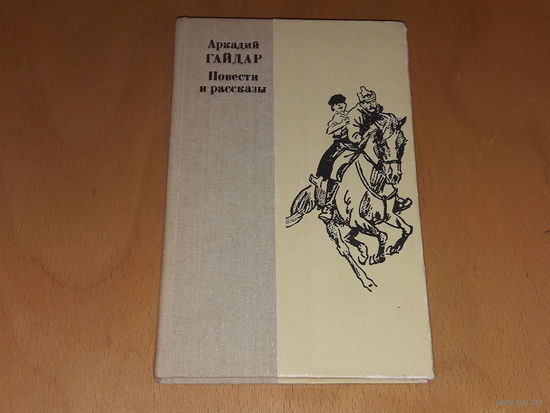 Аркадий
ГАЙДАР
Повести
и рассказы